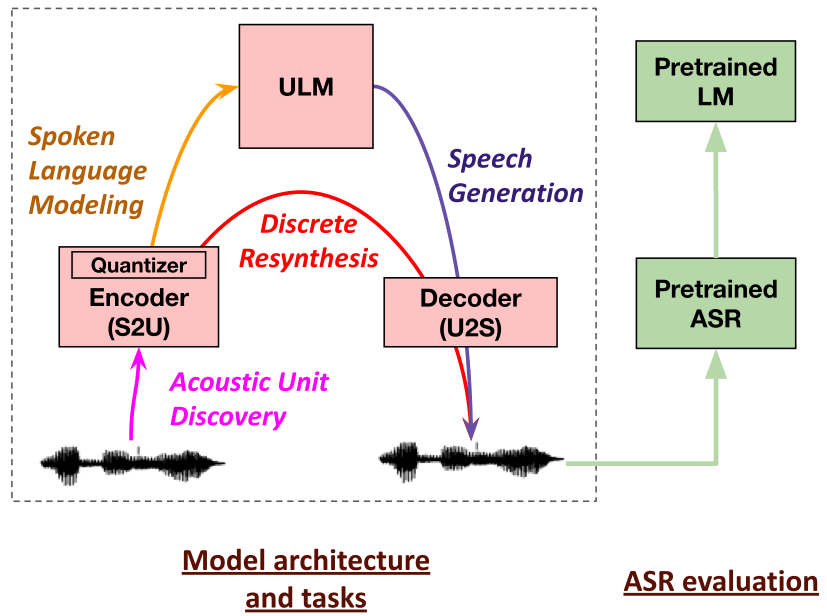 ULM
Spoken
Language
Modeling
Speech
Generation
Discrete
Resynthesis
Quantizer
Encoder
(S2U)
Decoder
(U2S)
Acoustic Unit
Discovery
Model architecture
and tasks
Pretrained
LM
Pretrained
ASR
ASR evaluation